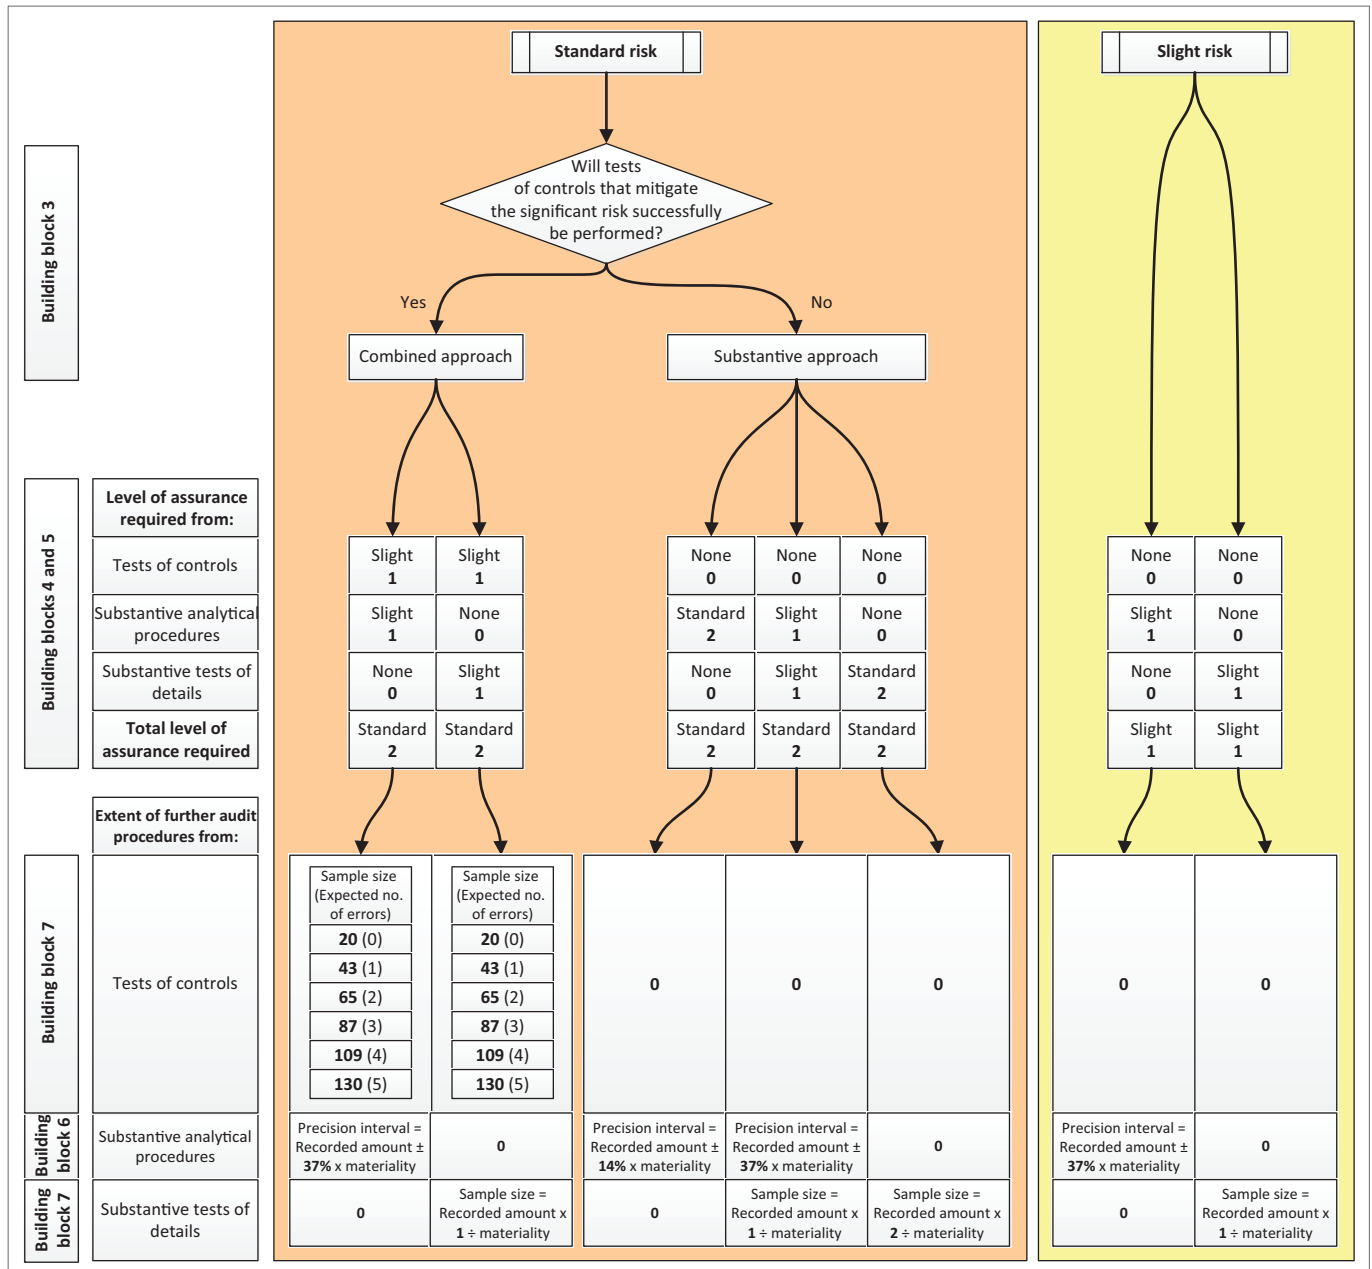 Standard risk
Slight risk
Building block 3
Will tests
of controls that mitigate
the significant risk successfully
be performed?
Yes
No
Combined approach
Substantive approach
Building blocks 4 and 5
Level of assurance
required from:
Tests of controls
Slight
1
Slight
1
None
0
None
0
None
0
None
0
None
0
Substantive analytical
procedures
Slight
1
None
0
Standard
2
Slight
1
None
0
Slight
1
None
0
Substantive tests of
details
None
0
Slight
1
None
0
Slight
1
Standard
2
None
0
Slight
1
Total level of
assurance required
Standard
2
Standard
2
Standard
2
Standard
2
Standard
2
Slight
1
Slight
1
Extent of further audit
procedures from:
Building block 7
Tests of controls
Sample size
(Expected no.
of errors)
20 (0)
43 (1)
65 (2)
87 (3)
109 (4)
130 (5)
Sample size
(Expected no.
of errors)
20 (0)
43 (1)
65 (2)
87 (3)
109 (4)
130 (5)
0
0
0
0
0
Building
block 6
Substantive analytical
procedures
Precision interval =
Recorded amount ±
37% x materiality
0
Precision interval =
Recorded amount ±
14% x materiality
Precision interval =
Recorded amount ±
37% x materiality
0
Precision interval =
Recorded amount ±
37% x materiality
0
Building
block 7
Substantive tests of
details
0
Sample size =
Recorded amount x
1 ÷ materiality
0
Sample size =
Recorded amount x
1 ÷ materiality
Sample size =
Recorded amount x
2 ÷ materiality
0
Sample size =
Recorded amount x
1 ÷ materiality